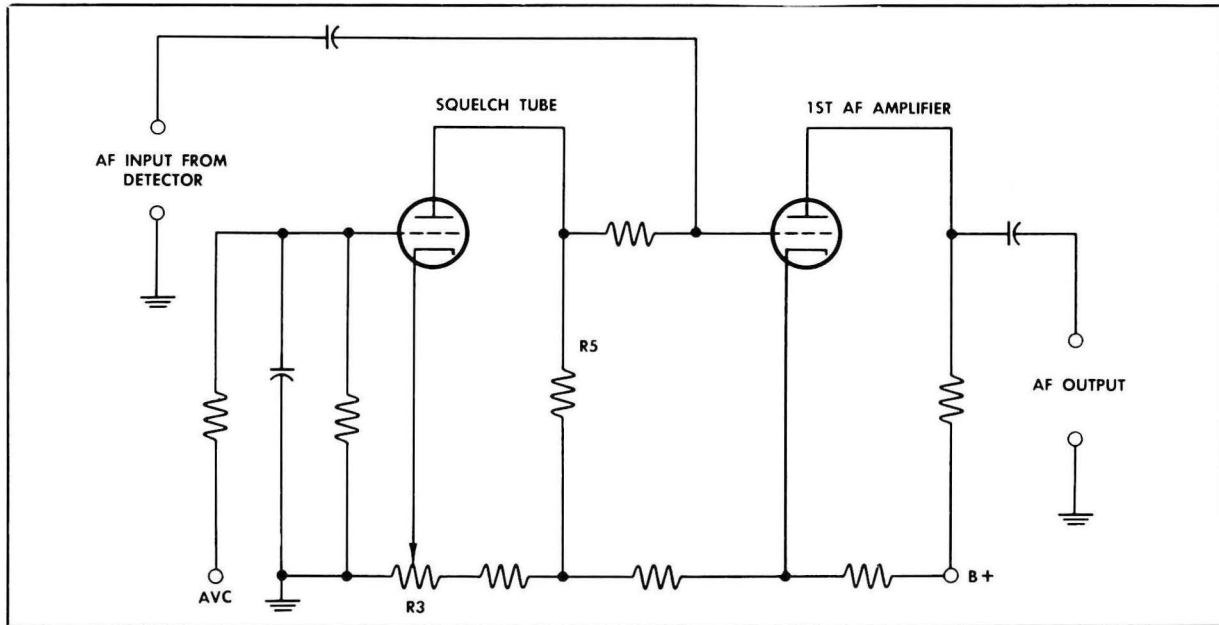 SQUELCH TUBE
1ST AF AMPLIFIER
AF INPUT FROM
DETECTOR
R5
AF OUTPUT
AVC
R3
B+